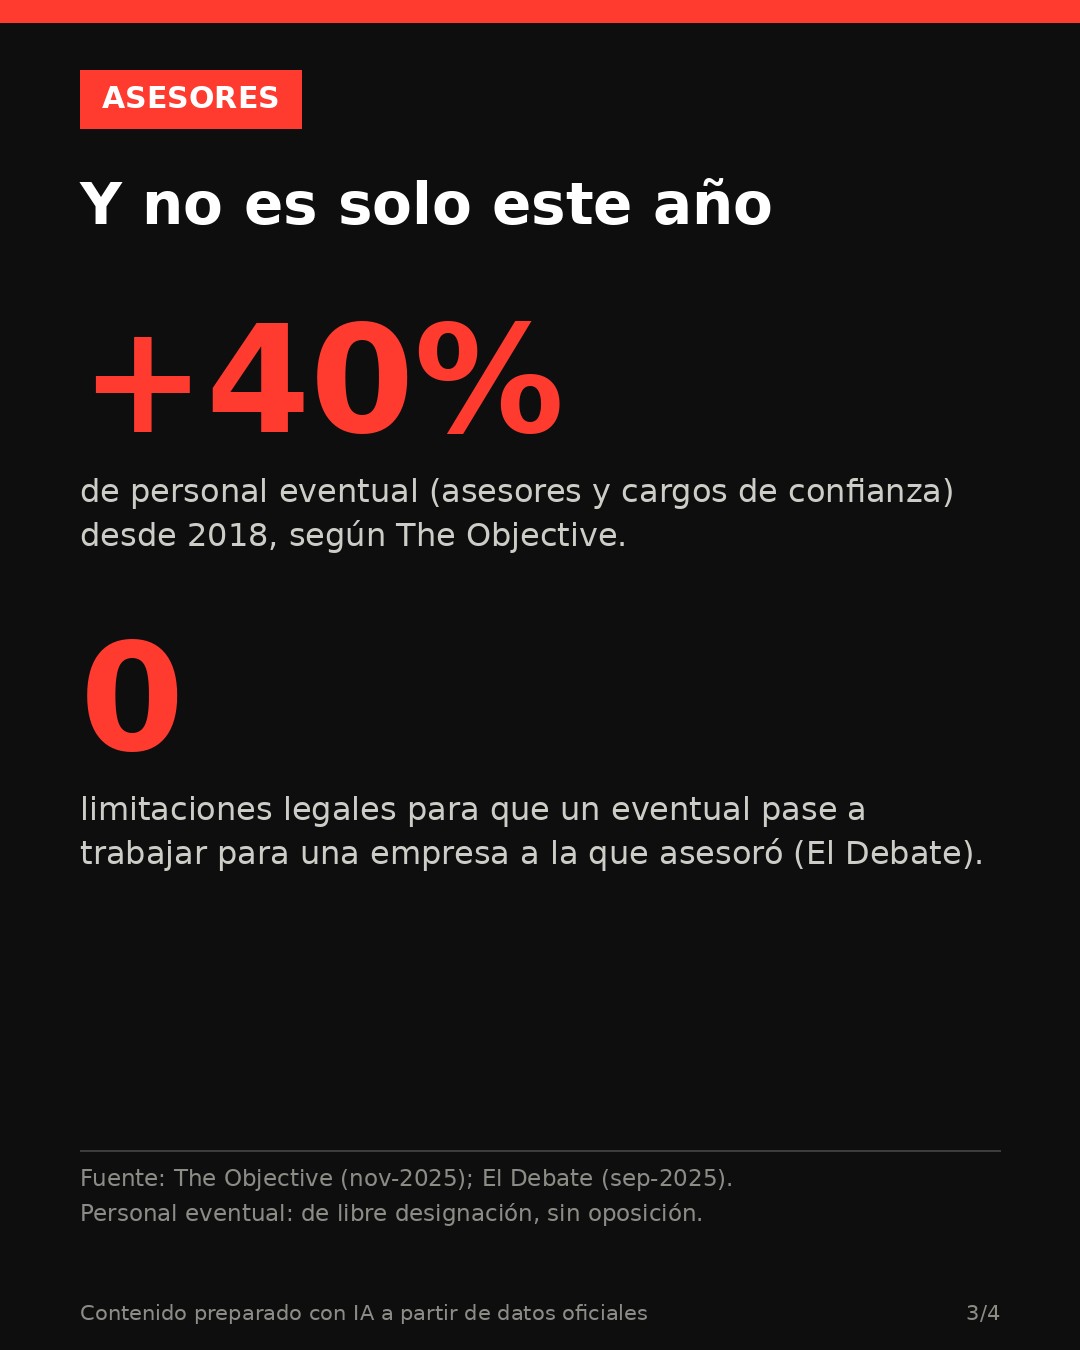 ASESORES
Y no es solo este año
+40%
de personal eventual (asesores y cargos de confianza)
desde 2018, según The Objective.
0
limitaciones legales para que un eventual pase a
trabajar para una empresa a la que asesoró (El Debate).
Fuente: The Objective (nov-2025); El Debate (sep-2025).
Personal eventual: de libre designación, sin oposición.
Contenido preparado con IA a partir de datos oficiales
3/4